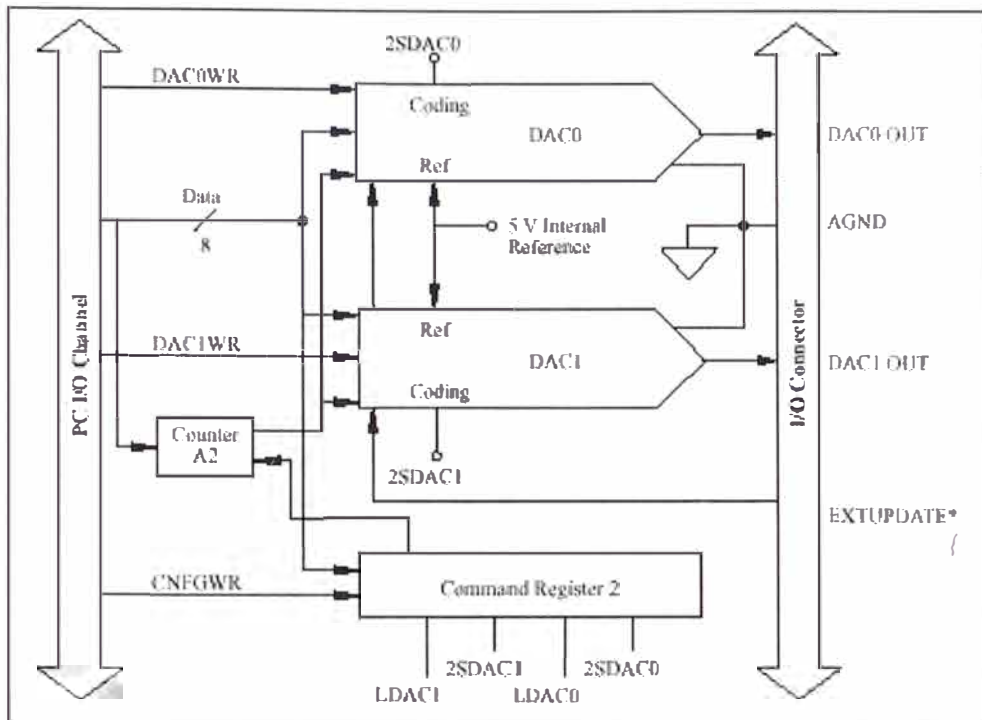 2SDAC0
DAC0WR
Coding
DAC0
DAC0 OUT
Ref
Data
8
5 V Internal
Reference
AGND
PC I/O Channel
I/O Connector
Ref
DAC1WR
DAC1
DAC1 OUT
Coding
Counter
A2
2SDAC1
EXTUPDATE*
CNFGWR
Command Register 2
2SDAC1
2SDAC0
LDAC1
LDAC0